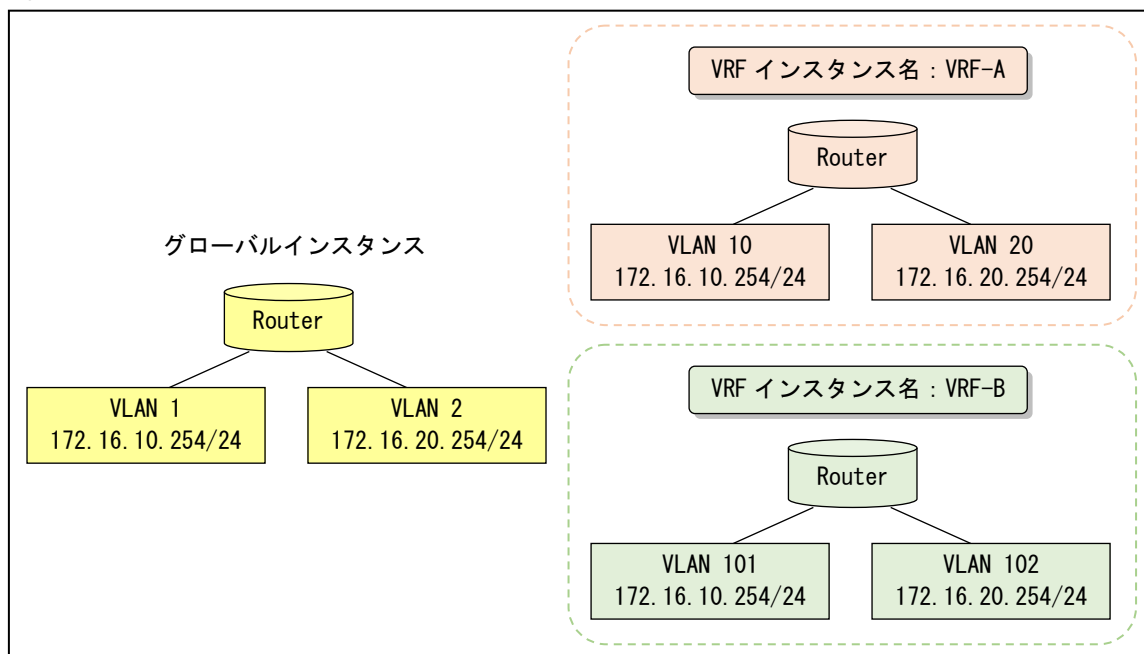 グローバルインスタンス
Router
VLAN 1
172.16.10.254/24
VLAN 2
172.16.20.254/24
VRF インスタンス名：VRF-A
Router
VLAN 10
172.16.10.254/24
VLAN 20
172.16.20.254/24
VRF インスタンス名：VRF-B
Router
VLAN 101
172.16.10.254/24
VLAN 102
172.16.20.254/24